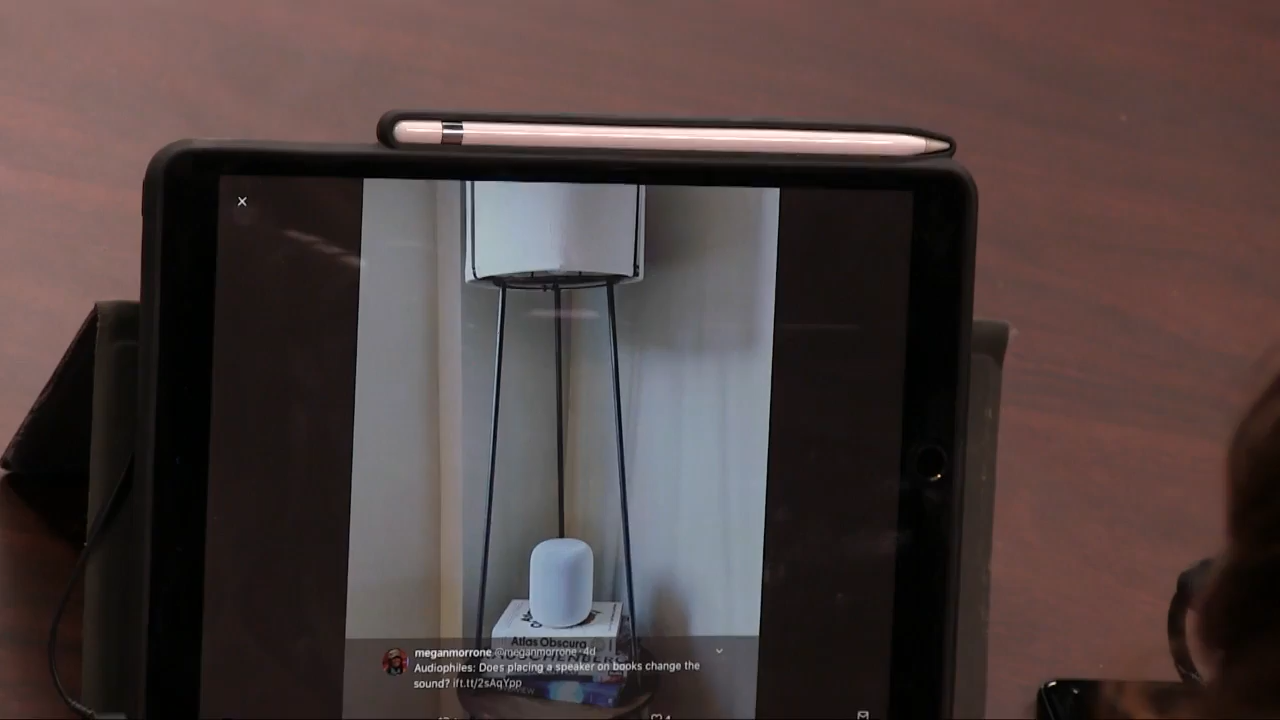 Atlas Obscura
meganmorrone @meganmorrone · 4d
Audiophiles: Does placing a speaker on books change the
sound? ift.tt/2sAqYpp